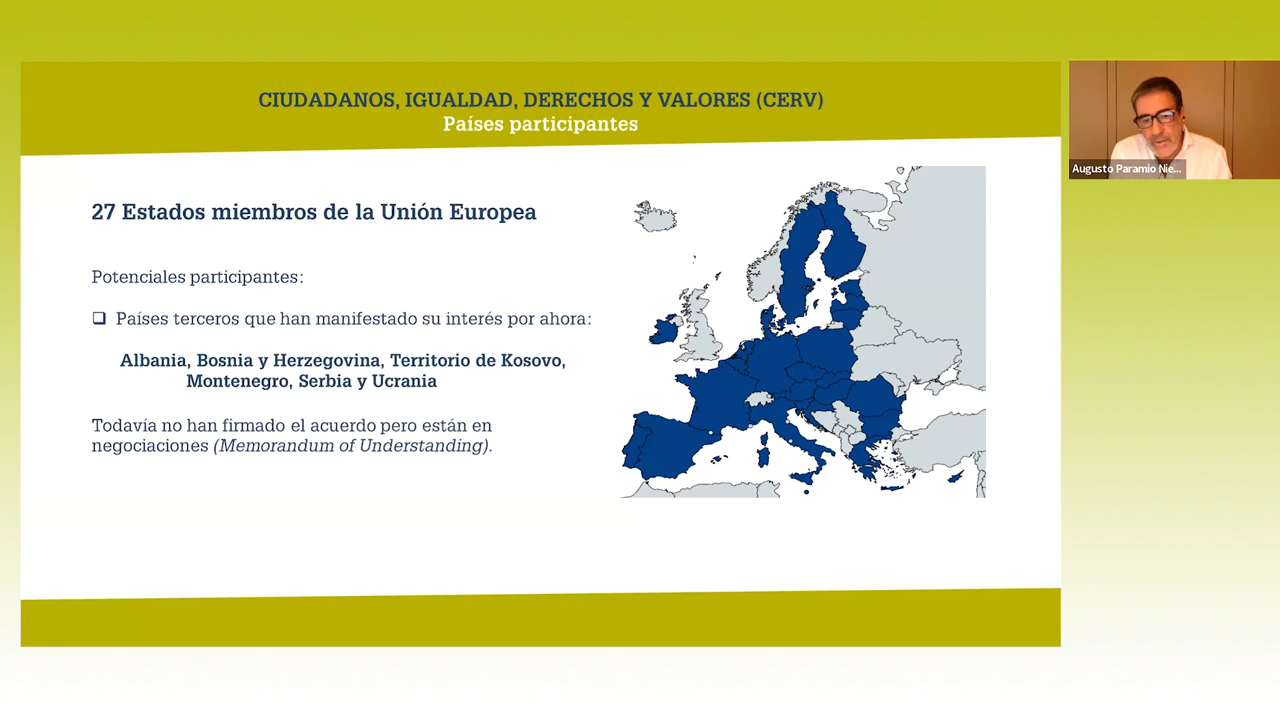 CIUDADANOS, IGUALDAD, DERECHOS Y VALORES (CERV)
Países participantes
27 Estados miembros de la Unión Europea
Potenciales participantes:
Países terceros que han manifestado su interés por ahora:
Albania, Bosnia y Herzegovina, Territorio de Kosovo,
Montenegro, Serbia y Ucrania
Todavía no han firmado el acuerdo pero están en
negociaciones (Memorandum of Understanding).
Augusto Paramio Nie...